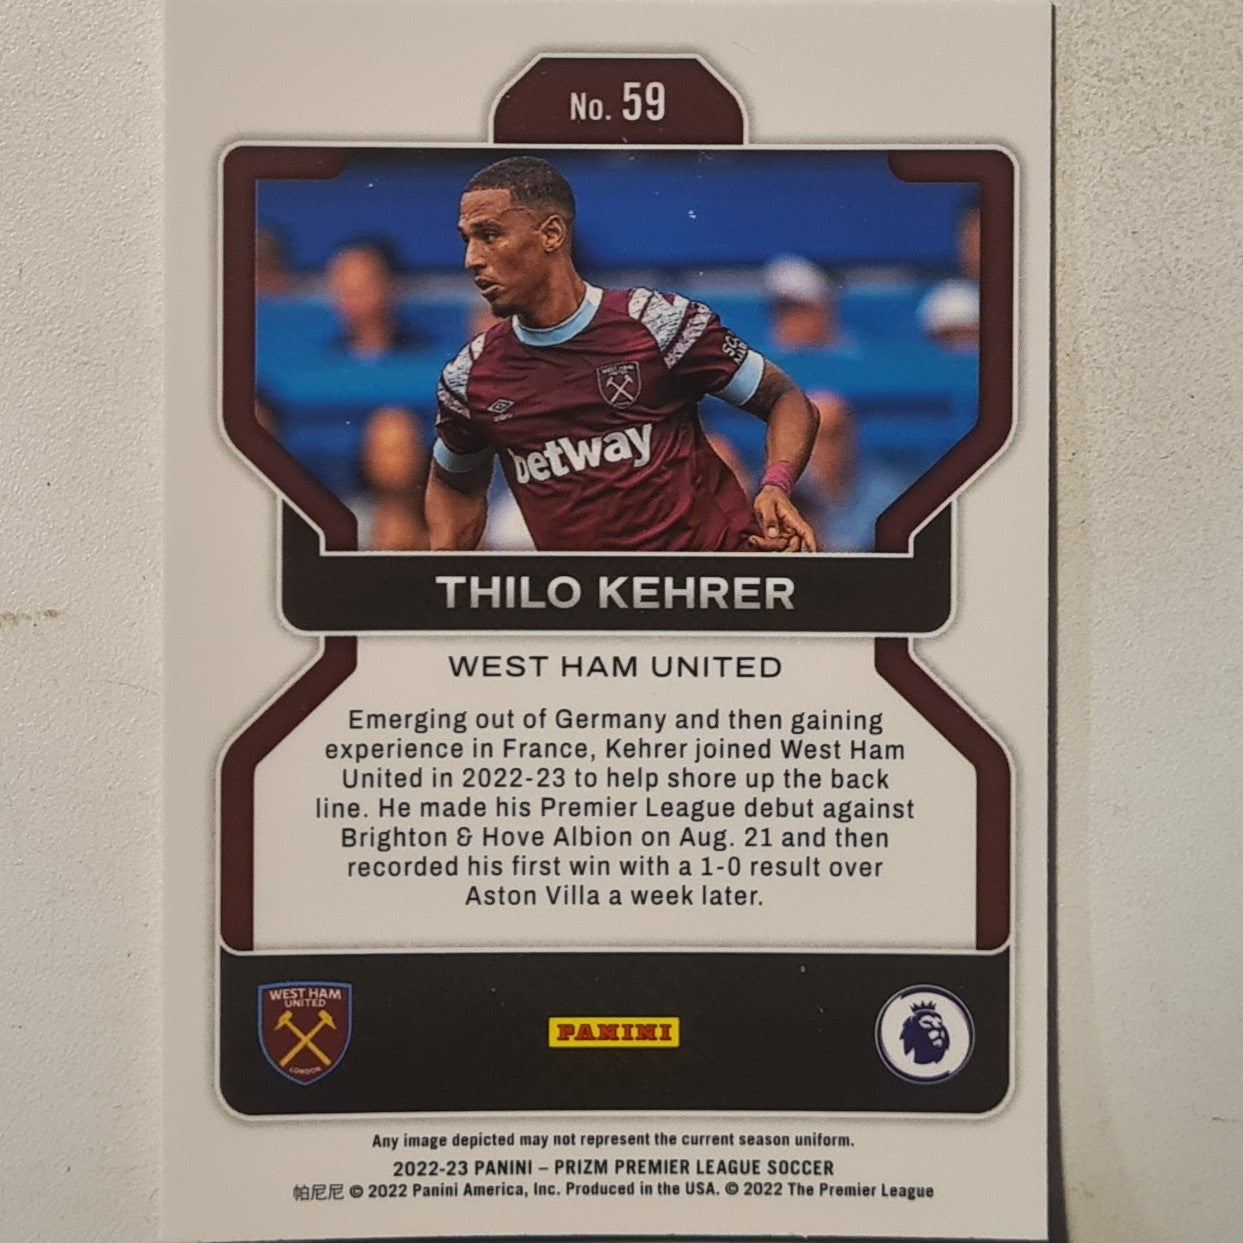 No. 59
WEST HAM
UNITED
betway
THILO KEHRER
WEST HAM UNITED
Emerging out of Germany and then gaining
experience in France, Kehrer joined West Ham
United in 2022-23 to help shore up the back
line. He made his Premier League debut against
Brighton & Hove Albion on Aug. 21 and then
recorded his first win with a 1-0 result over
Aston Villa a week later.
WEST HAM
UNITED
LONDON
PANINI
Any image depicted may not represent the current season uniform.
2022-23 PANINI – PRIZM PREMIER LEAGUE SOCCER
帕尼尼 © 2022 Panini America, Inc. Produced in the USA. © 2022 The Premier League